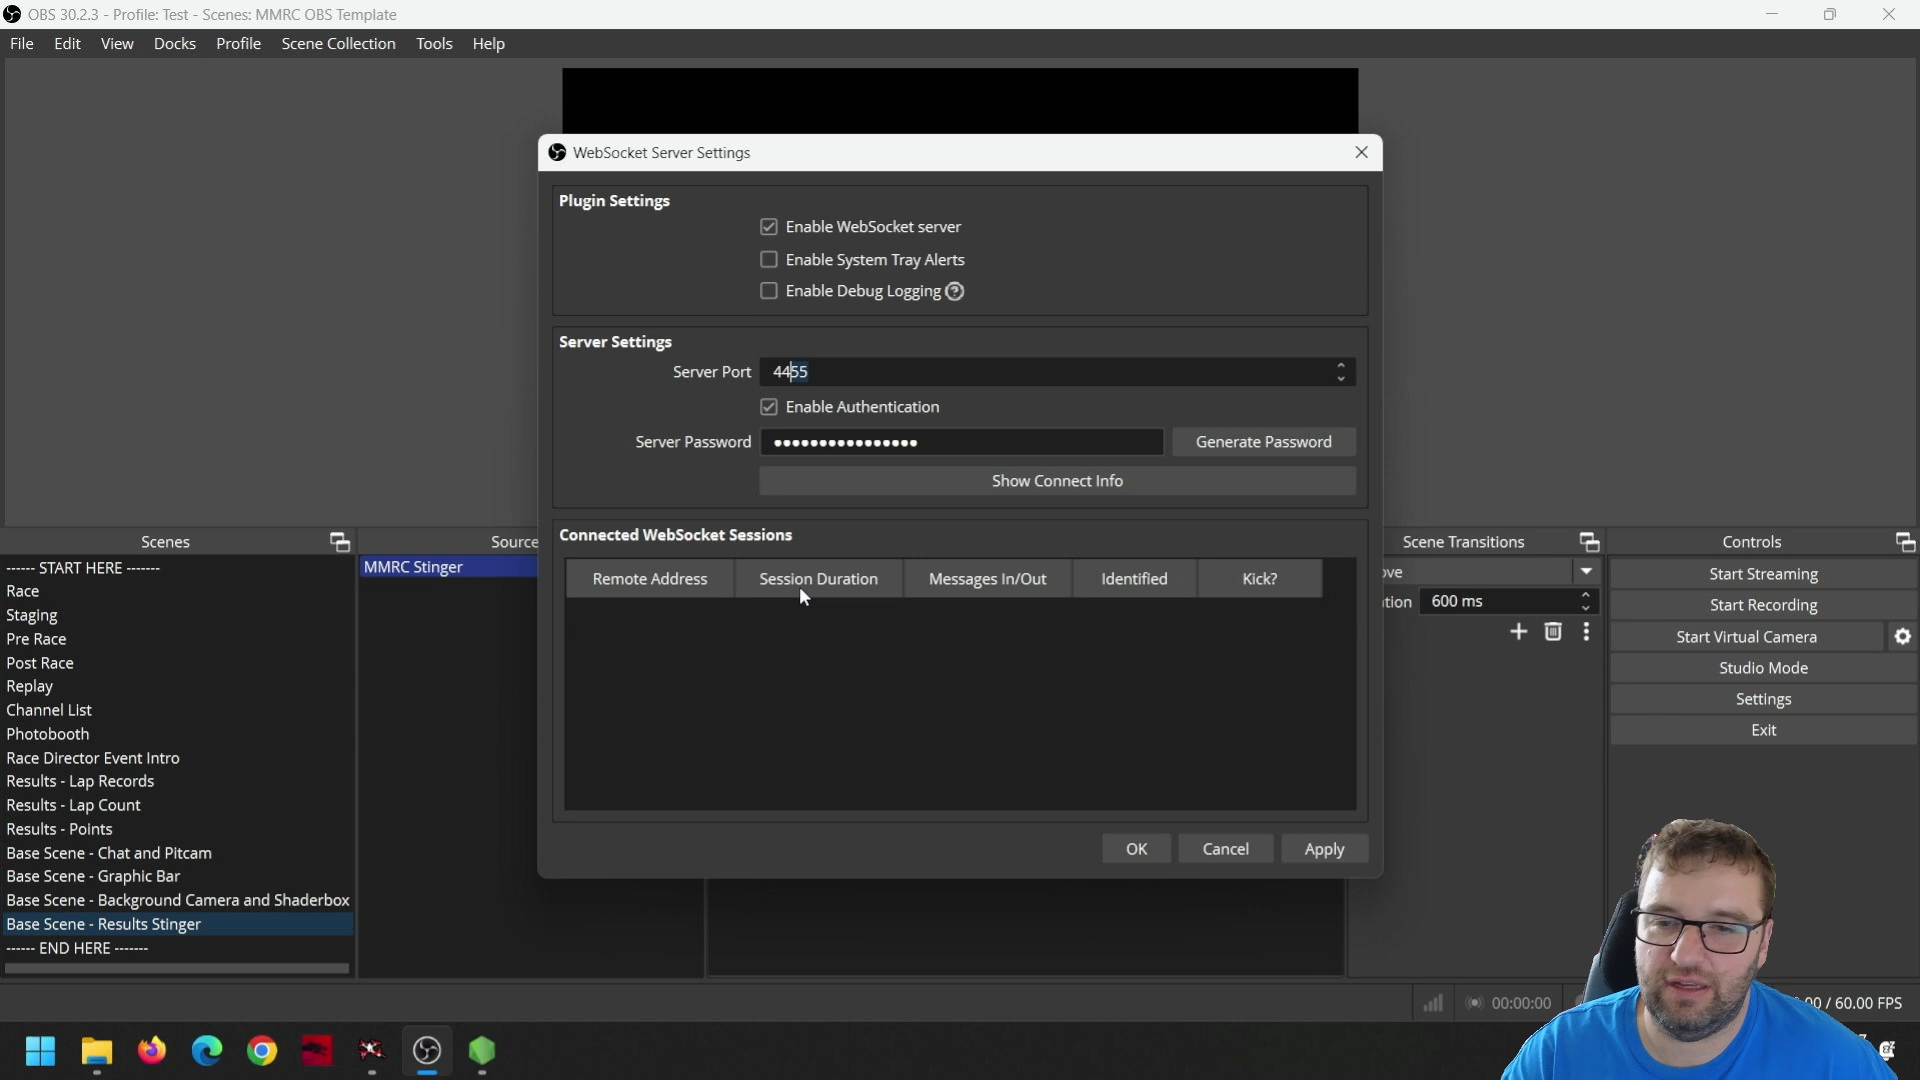 OBS 30.2.3 - Profile: Test - Scenes: MMRC OBS Template
File Edit View Docks Profile Scene Collection Tools Help
WebSocket Server Settings
Plugin Settings
Enable WebSocket server
Enable System Tray Alerts
Enable Debug Logging ?
Server Settings
Server Port 4455
Enable Authentication
Server Password •••••••••••••••• Generate Password
Show Connect Info
Connected WebSocket Sessions
Remote Address Session Duration Messages In/Out Identified Kick?
OK Cancel Apply
Scenes
------ START HERE -------
Race
Staging
Pre Race
Post Race
Replay
Channel List
Photobooth
Race Director Event Intro
Results - Lap Records
Results - Lap Count
Results - Points
Base Scene - Chat and Pitcam
Base Scene - Graphic Bar
Base Scene - Background Camera and Shaderbox
Base Scene - Results Stinger
------ END HERE -------
Source
MMRC Stinger
Scene Transitions
ove
tion 600 ms
Controls
Start Streaming
Start Recording
Start Virtual Camera
Studio Mode
Settings
Exit
00:00:00
00 / 60.00 FPS